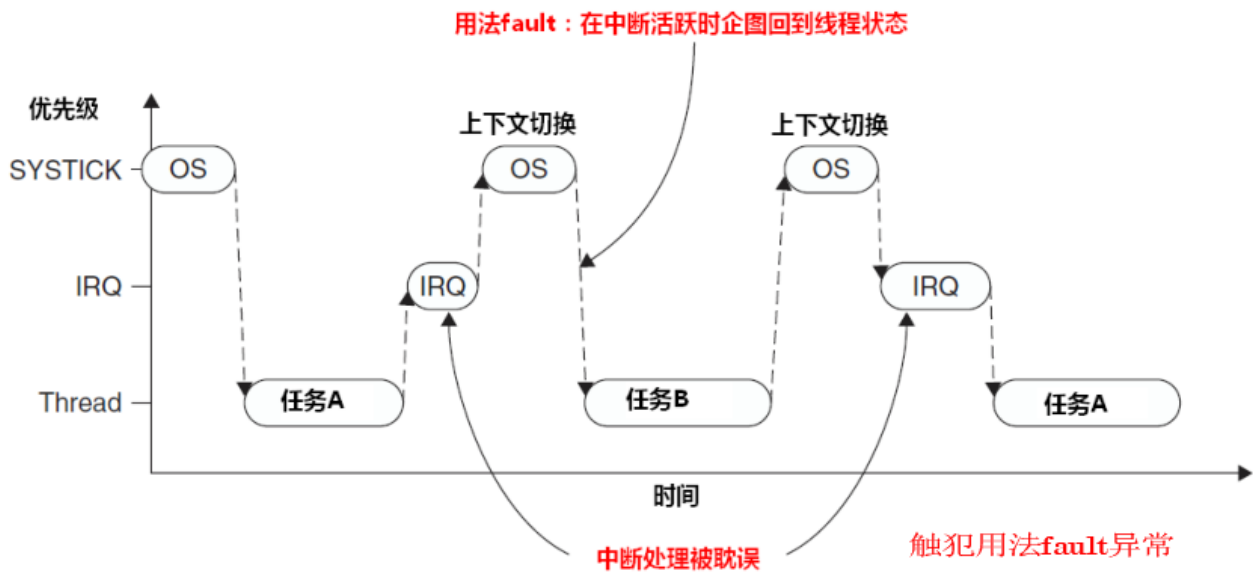 用法fault：在中断活跃时企图回到线程状态
优先级
上下文切换
上下文切换
SYSTICK
OS
OS
OS
IRQ
IRQ
IRQ
Thread
任务A
任务B
任务A
时间
中断处理被耽误
触犯用法fault异常